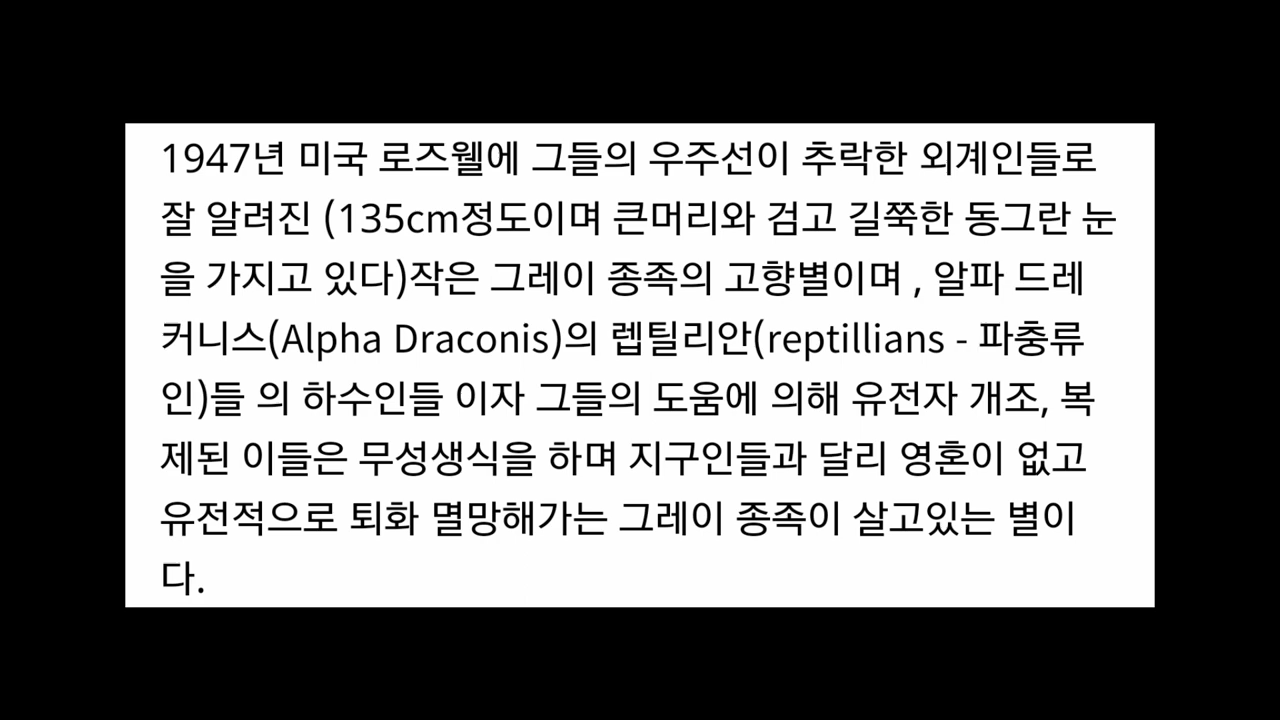 1947년 미국 로즈웰에 그들의 우주선이 추락한 외계인들로
잘 알려진 (135cm정도이며 큰머리와 검고 길쭉한 동그란 눈
을 가지고 있다)작은 그레이 종족의 고향별이며 , 알파 드레
커니스(Alpha Draconis)의 렙틸리안(reptillians - 파충류
인)들 의 하수인들 이자 그들의 도움에 의해 유전자 개조, 복
제된 이들은 무성생식을 하며 지구인들과 달리 영혼이 없고
유전적으로 퇴화 멸망해가는 그레이 종족이 살고있는 별이
다.